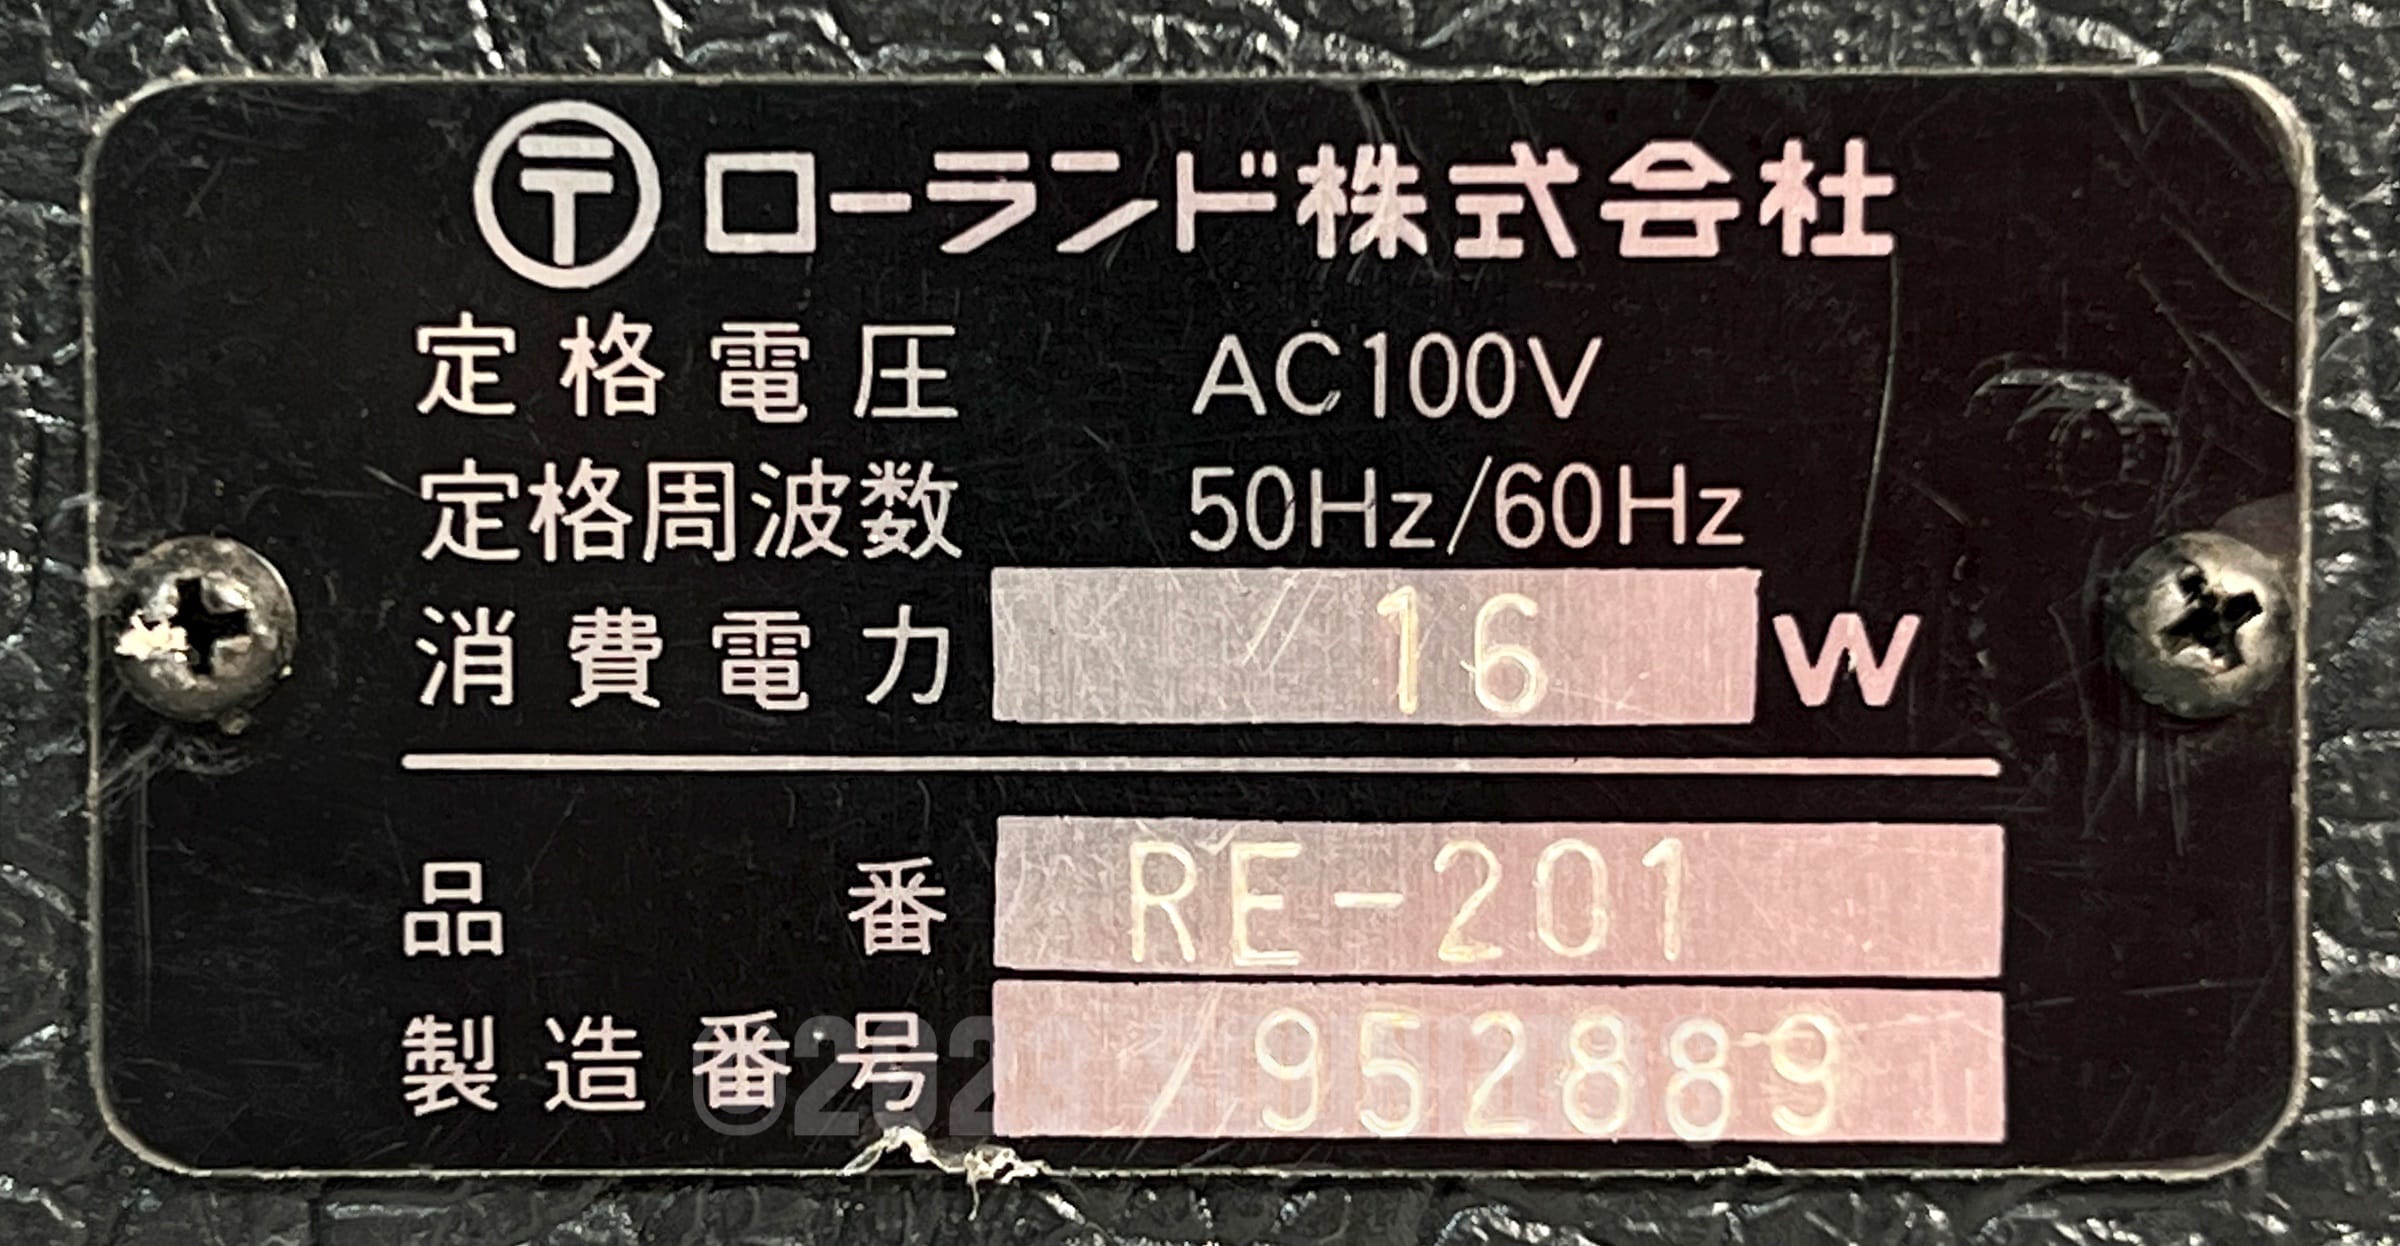 〶 ローランド株式会社
定格電圧 AC100V
定格周波数 50Hz/60Hz
消費電力 16 W
品番 RE-201
製造番号 952889